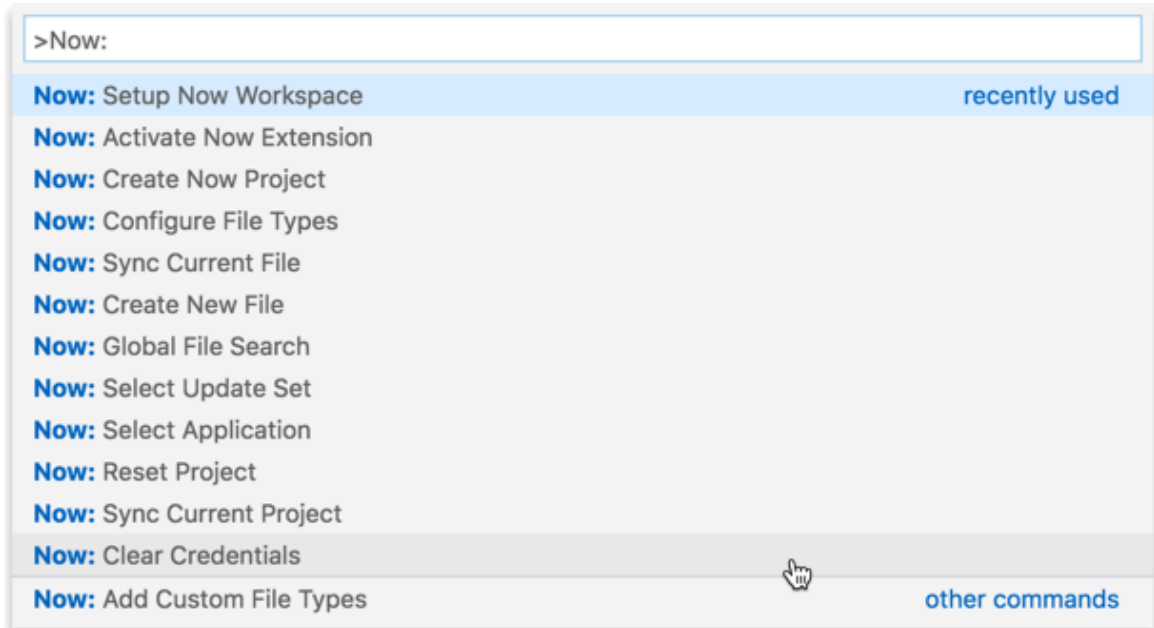 >Now:
Now: Setup Now Workspace recently used
Now: Activate Now Extension
Now: Create Now Project
Now: Configure File Types
Now: Sync Current File
Now: Create New File
Now: Global File Search
Now: Select Update Set
Now: Select Application
Now: Reset Project
Now: Sync Current Project
Now: Clear Credentials
Now: Add Custom File Types other commands